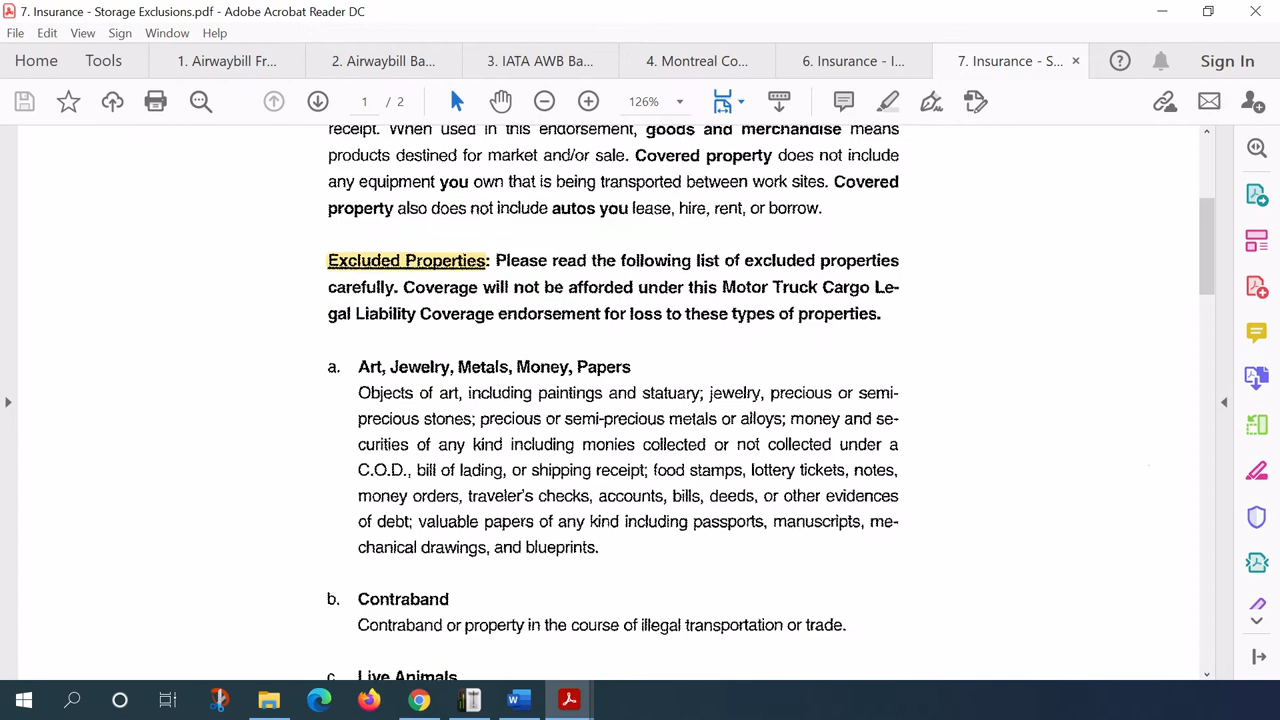 7. Insurance - Storage Exclusions.pdf - Adobe Acrobat Reader DC
File Edit View Sign Window Help
Home Tools 1. Airwaybill Fr... 2. Airwaybill Ba... 3. IATA AWB Ba... 4. Montreal Co... 6. Insurance - I... 7. Insurance - S... × ? Sign In
1 / 2 126%
receipt. When used in this endorsement, goods and merchandise means
products destined for market and/or sale. Covered property does not include
any equipment you own that is being transported between work sites. Covered
property also does not include autos you lease, hire, rent, or borrow.
Excluded Properties: Please read the following list of excluded properties
carefully. Coverage will not be afforded under this Motor Truck Cargo Le-
gal Liability Coverage endorsement for loss to these types of properties.
a. Art, Jewelry, Metals, Money, Papers
Objects of art, including paintings and statuary; jewelry, precious or semi-
precious stones; precious or semi-precious metals or alloys; money and se-
curities of any kind including monies collected or not collected under a
C.O.D., bill of lading, or shipping receipt; food stamps, lottery tickets, notes,
money orders, traveler's checks, accounts, bills, deeds, or other evidences
of debt; valuable papers of any kind including passports, manuscripts, me-
chanical drawings, and blueprints.
b. Contraband
Contraband or property in the course of illegal transportation or trade.
c. Live Animals